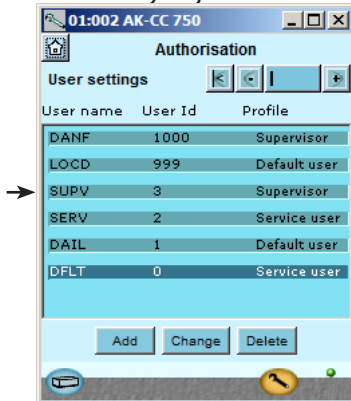 01:002 AK-CC 750
Authorisation
User settings
User name User Id Profile
DANF 1000 Supervisor
LOCD 999 Default user
SUPV 3 Supervisor
SERV 2 Service user
DAIL 1 Default user
DFLT 0 Service user
Add Change Delete